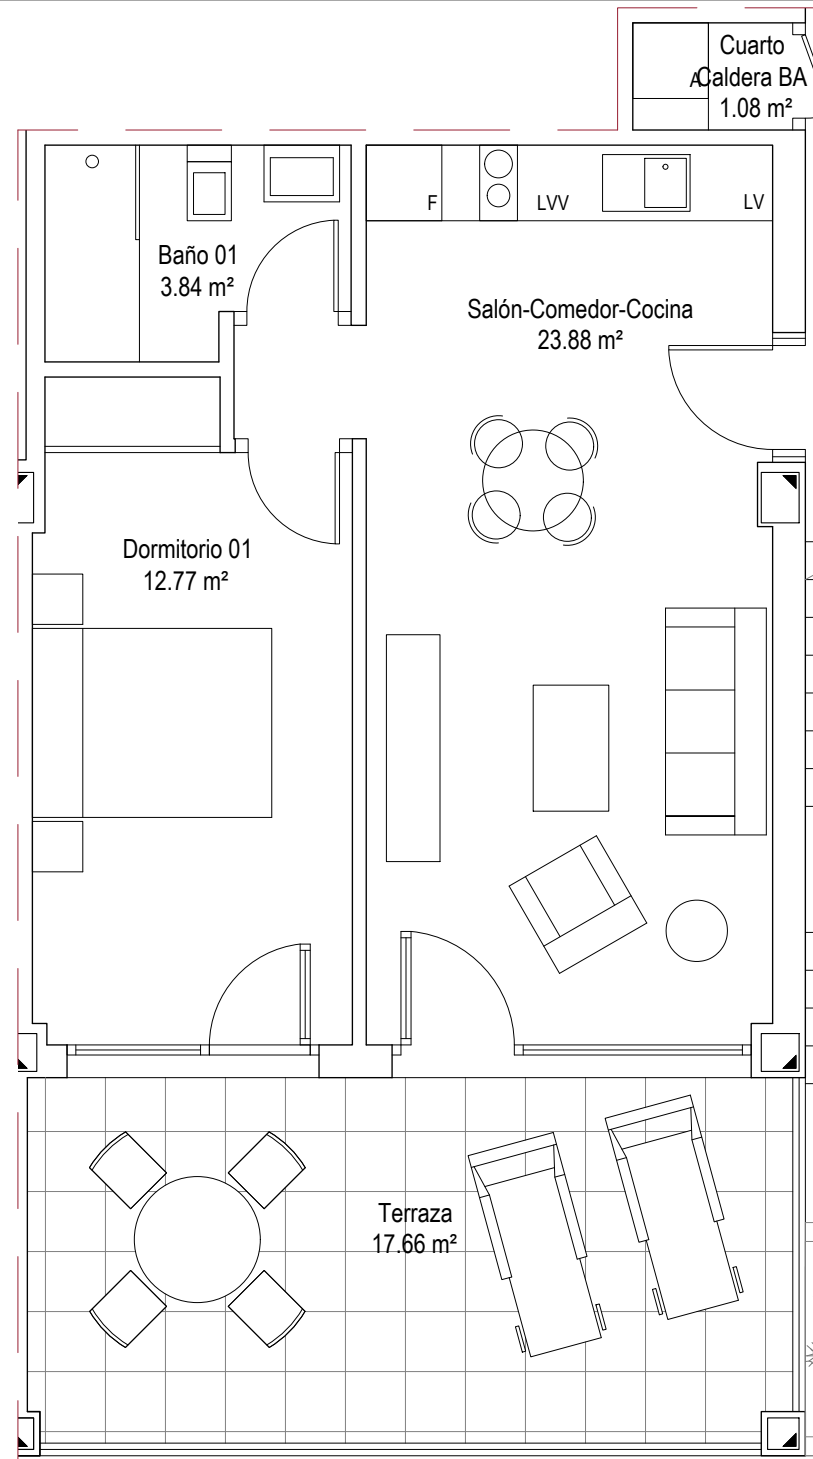 Cuarto
Caldera BA
1.08 m²
A
F
LVV
LV
Baño 01
3.84 m²
Salón-Comedor-Cocina
23.88 m²
Dormitorio 01
12.77 m²
Terraza
17.66 m²